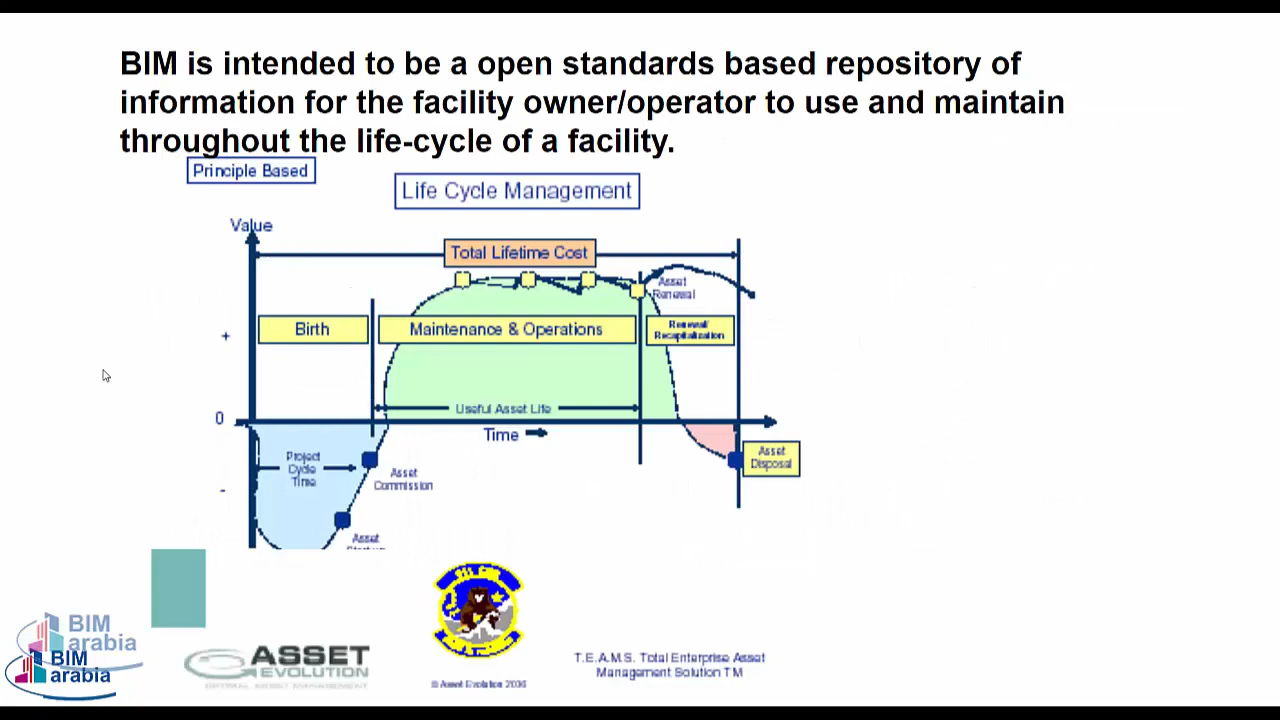 BIM is intended to be a open standards based repository of
information for the facility owner/operator to use and maintain
throughout the life-cycle of a facility.
Principle Based
Life Cycle Management
Value
Total Lifetime Cost
Asset
Renewal
Birth
Maintenance & Operations
Renewal/
Recapitalization
+
Useful Asset Life
0
Time
Project
Cycle
Time
Asset
Commission
Asset
Disposal
-
Asset
BIM
arabia
BIM
arabia
ASSET
EVOLUTION
© Asset Evolution 2006
T.E.A.M.S. Total Enterprise Asset
Management Solution TM